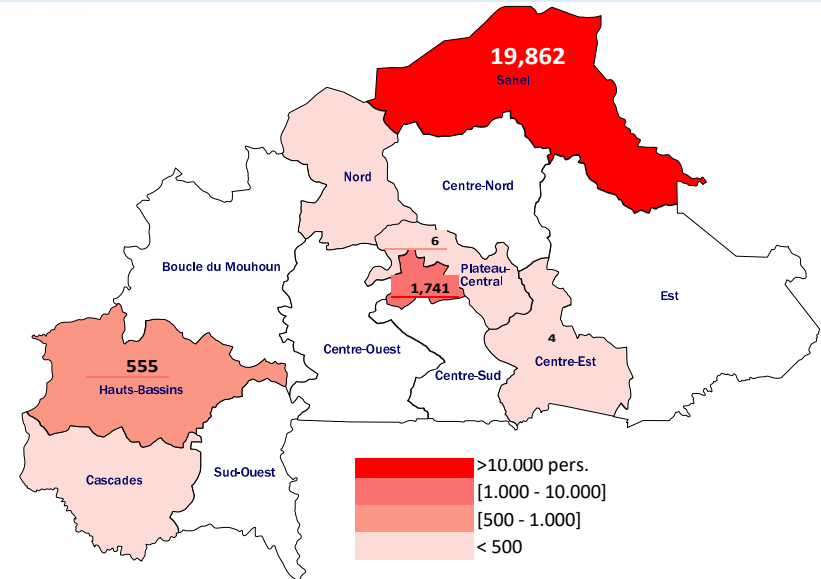 19,862
Sahel
Nord
Centre-Nord
6
Boucle du Mouhoun
Plateau-
Central
1,741
Est
4
Centre-Ouest
Centre-Est
555
Centre-Sud
Hauts-Bassins
Cascades
Sud-Ouest
>10.000 pers.
[1.000 - 10.000]
[500 - 1.000]
< 500